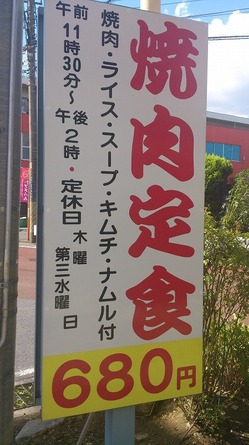 焼肉定食
焼肉・ライス・スープ・キムチ・ナムル付
午前11時30分〜午後2時・定休日 木曜 第三水曜 日
680円